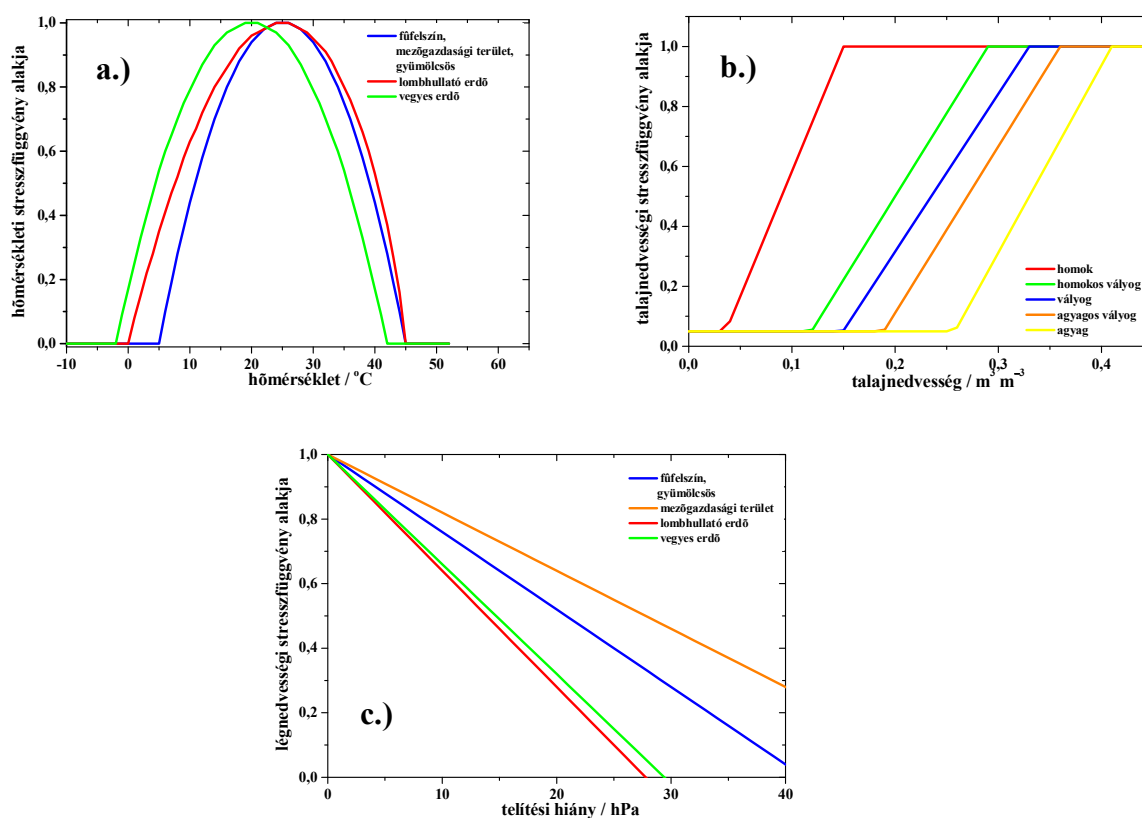 hõmérsékleti stresszfüggvény alakja
1,0
0,8
0,6
0,4
0,2
0,0
a.)
fûfelszín,
mezõgazdasági terület,
gyümölcsös
lombhullató erdõ
vegyes erdõ
-10 0 10 20 30 40 50 60
hõmérséklet / °C
talajnedvességi stresszfüggvény alakja
1,0
0,8
0,6
0,4
0,2
0,0
b.)
homok
homokos vályog
vályog
agyagos vályog
agyag
0,0 0,1 0,2 0,3 0,4
talajnedvesség / m³ m⁻³
légnedvességi stresszfüggvény alakja
1,0
0,8
0,6
0,4
0,2
0,0
c.)
fûfelszín,
gyümölcsös
mezõgazdasági terület
lombhullató erdõ
vegyes erdõ
0 10 20 30 40
telítési hiány / hPa